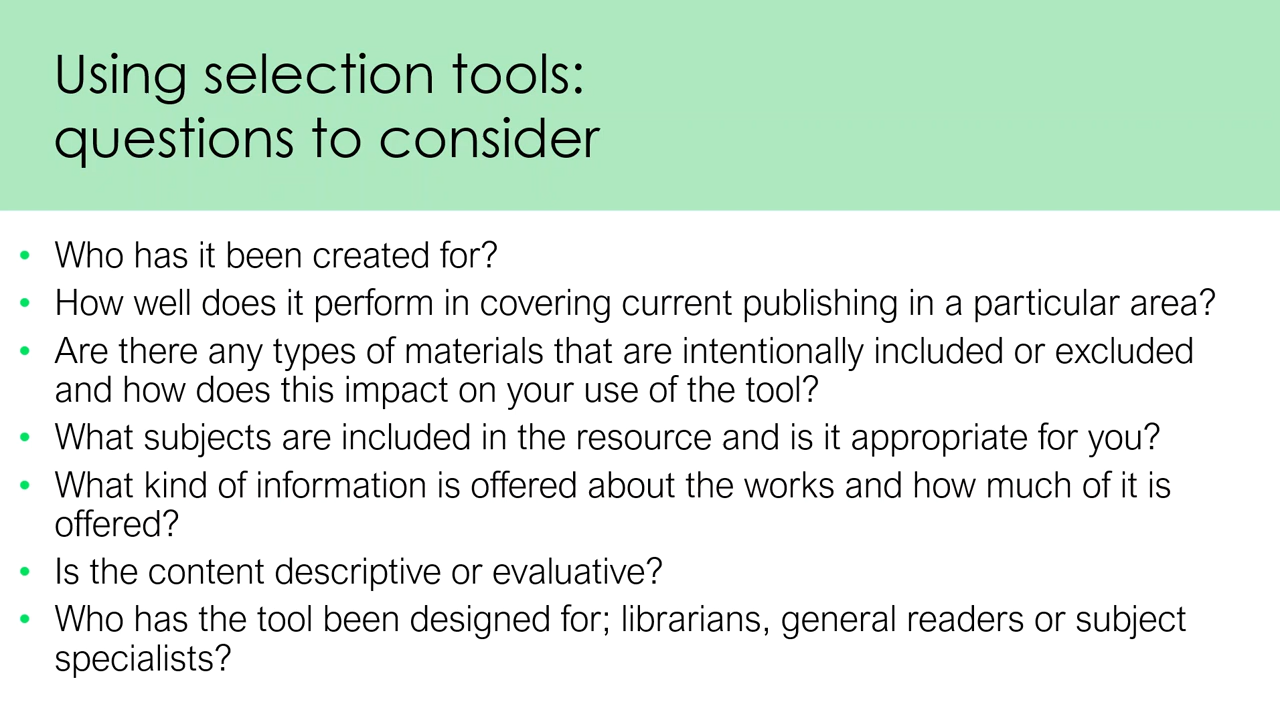 Using selection tools:
questions to consider
• Who has it been created for?
• How well does it perform in covering current publishing in a particular area?
• Are there any types of materials that are intentionally included or excluded
and how does this impact on your use of the tool?
• What subjects are included in the resource and is it appropriate for you?
• What kind of information is offered about the works and how much of it is
offered?
• Is the content descriptive or evaluative?
• Who has the tool been designed for; librarians, general readers or subject
specialists?